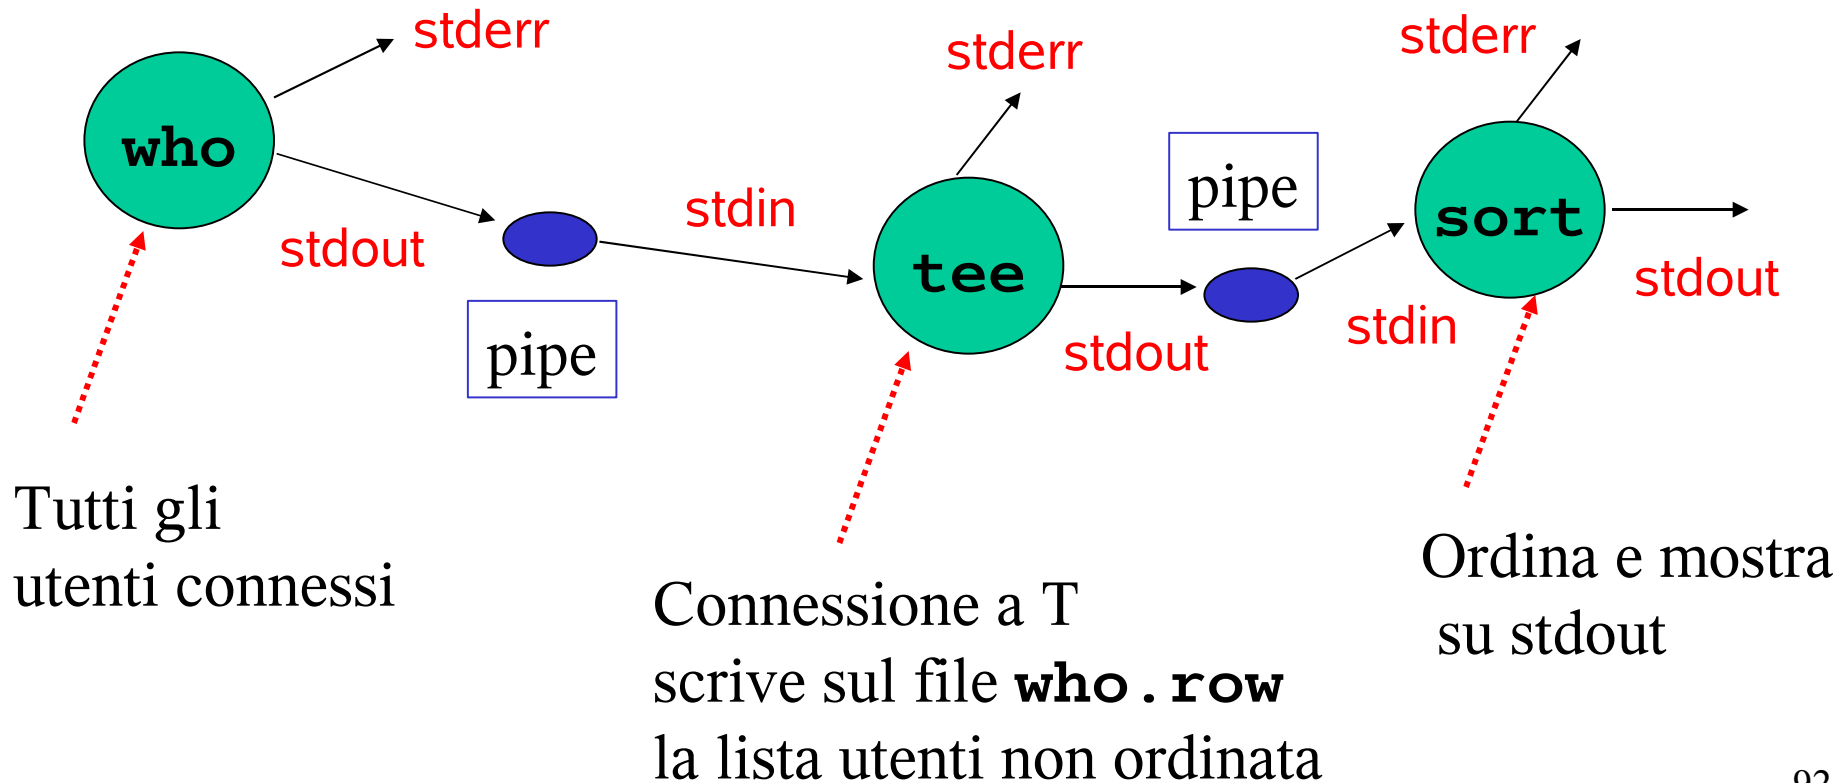 stderr
stderr
stderr
who
pipe
stdin
sort
stdout
tee
stdout
pipe
stdout
stdin
Tutti gli
utenti connessi
Connessione a T
scrive sul file who.row
la lista utenti non ordinata
Ordina e mostra
su stdout